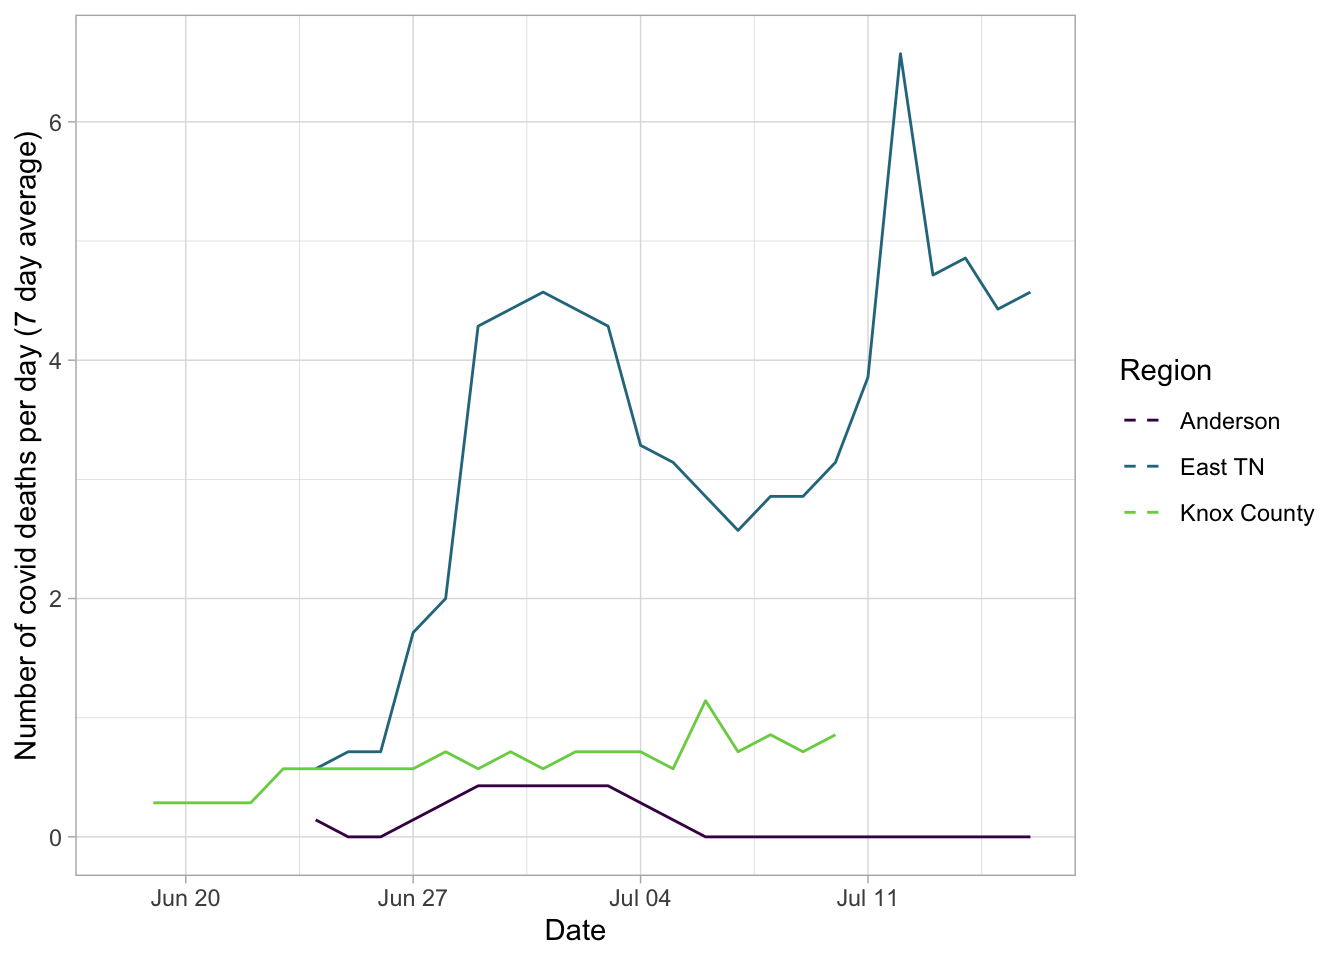 Number of covid deaths per day (7 day average)
6
4
2
0
Jun 20
Jun 27
Jul 04
Jul 11
Date
Region
Anderson
East TN
Knox County